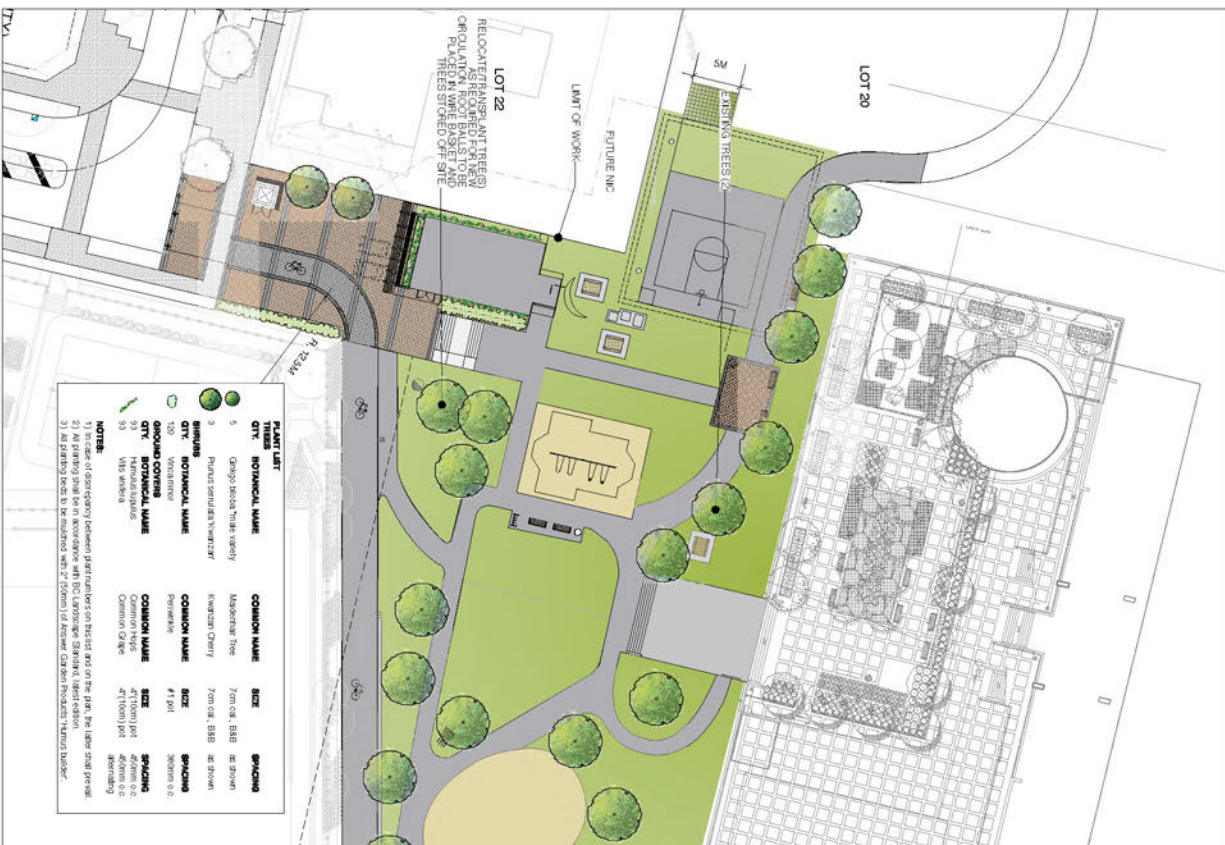 LOT 20
5M
EXISTING TREES (2)
FUTURE NIC
LIMIT OF WORK
LOT 22
RELOCATE/TRANSPLANT TREE(S)
AS REQUIRED FOR NEW
CIRCULATION. ROOT BALLS TO BE
PLACED IN WIRE BASKET AND
TREES STORED OFF SITE
R. 12.5M
PLANT LIST
TREES
QTY. BOTANICAL NAME COMMON NAME SIZE SPACING
5 Ginkgo biloba *male variety Maidenhair Tree 7cm cal., B&B as shown
3 Prunus serrulata 'Kwanzan' Kwanzan Cherry 7cm cal., B&B as shown
SHRUBS
QTY. BOTANICAL NAME COMMON NAME SIZE SPACING
120 Vinca minor Periwinkle #1 pot 380mm o.c.
GROUND COVERS
QTY. BOTANICAL NAME COMMON NAME SIZE SPACING
93 Humulus lupulus Common Hops 4"(10cm) pot 450mm o.c.
93 Vitis vinifera Common Grape 4"(10cm) pot 450mm o.c.
alternating
NOTES:
1) In case of discrepancy between plant numbers on this list and on the plan, the latter shall prevail.
2) All planting shall be in accordance with BC Landscape Standard, latest edition.
3) All planting beds to be mulched with 2" (50mm) of Answer Garden Products 'Humus builder'.